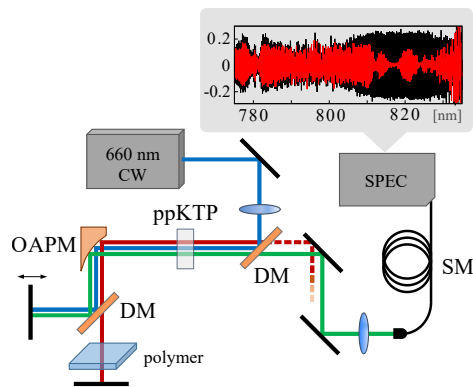 0.2
0
-0.2
780
800
820
[nm]
660 nm
CW
SPEC
ppKTP
OAPM
SM
DM
DM
polymer